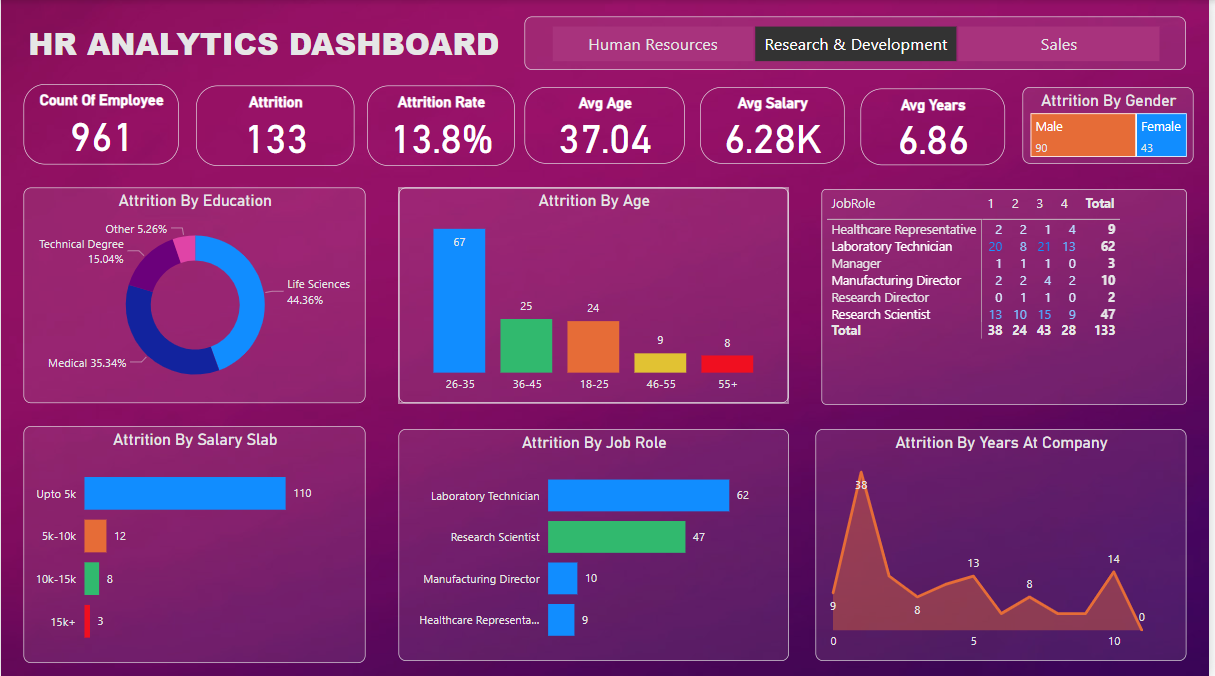 HR ANALYTICS DASHBOARD
Human Resources
Research & Development
Sales
Count Of Employee
961
Attrition
133
Attrition Rate
13.8%
Avg Age
37.04
Avg Salary
6.28K
Avg Years
6.86
Attrition By Gender
Male
90
Female
43
Attrition By Education
Other 5.26%
Technical Degree
15.04%
Life Sciences
44.36%
Medical 35.34%
Attrition By Age
67
25
24
9
8
26-35 36-45 18-25 46-55 55+
JobRole 1 2 3 4 Total
Healthcare Representative 2 2 1 4 9
Laboratory Technician 20 8 21 13 62
Manager 1 1 1 0 3
Manufacturing Director 2 2 4 2 10
Research Director 0 1 1 0 2
Research Scientist 13 10 15 9 47
Total 38 24 43 28 133
Attrition By Salary Slab
Upto 5k 110
5k-10k 12
10k-15k 8
15k+ 3
Attrition By Job Role
Laboratory Technician 62
Research Scientist 47
Manufacturing Director 10
Healthcare Representa... 9
Attrition By Years At Company
38
14
13
8
9
8
0
0 5 10